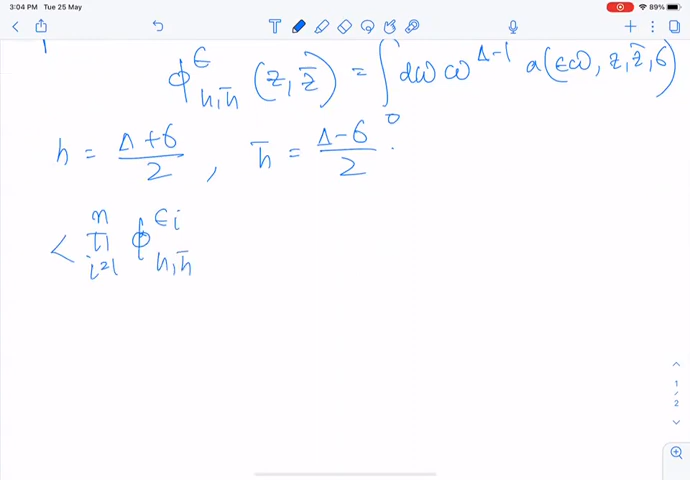 3:04 PM Tue 25 May 89%
ϕ^ϵ_{h,h̄} (z, z̄) = ∫_0 dω ω^{Δ-1} a(ϵω, z, z̄, σ)
h = (Δ+σ)/2 , h̄ = (Δ-σ)/2 .
< ∏_{i=1}^n ϕ^{ϵi}_{h,h̄}
1
/
2